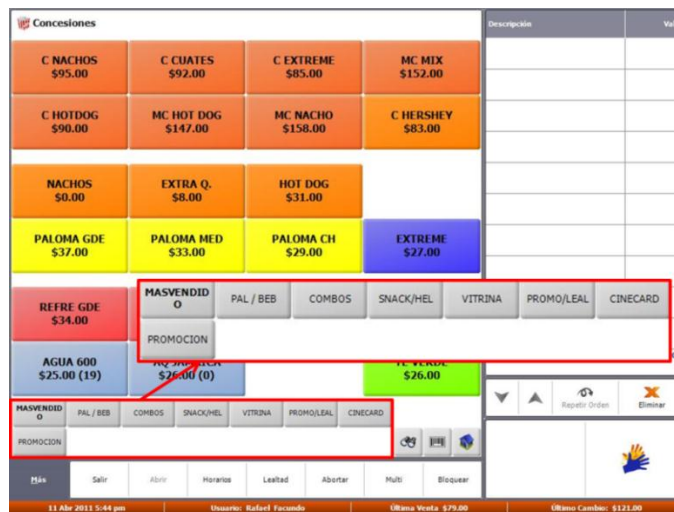 Concesiones
Descripción Val
C NACHOS C CUATES C EXTREME MC MIX
$95.00 $92.00 $85.00 $152.00
C HOTDOG MC HOT DOG MC NACHO C HERSHEY
$90.00 $147.00 $158.00 $83.00
NACHOS EXTRA Q. HOT DOG
$0.00 $8.00 $31.00
PALOMA GDE PALOMA MED PALOMA CH EXTREME
$37.00 $33.00 $29.00 $27.00
REFRE GDE
$34.00
MASVENDID
O PAL / BEB COMBOS SNACK/HEL VITRINA PROMO/LEAL CINECARD
PROMOCION
AGUA 600
$25.00 (19) $26.00 (0) $26.00
MASVENDID
O PAL / BEB COMBOS SNACK/HEL VITRINA PROMO/LEAL CINECARD
PROMOCION
Repetir Orden Eliminar
Más Salir Abrir Horarios Lealtad Abortar Multi Bloquear
11 Abr 2011 5:44 pm Usuario: Rafael Facundo Última Venta $79.00 Último Cambio: $121.00